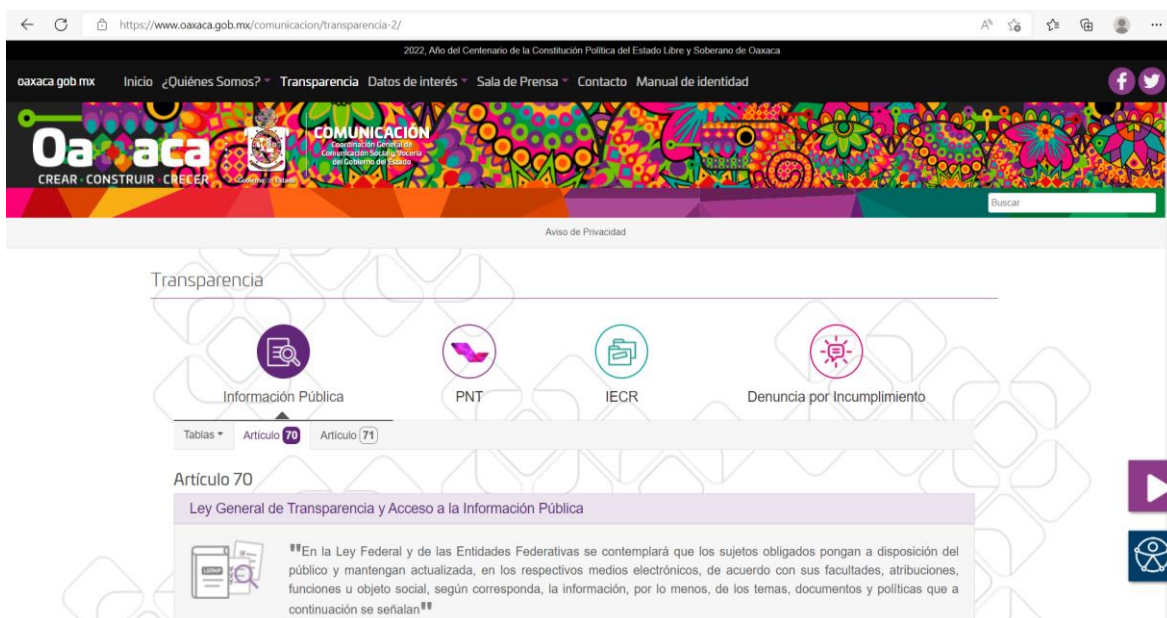 https://www.oaxaca.gob.mx/comunicacion/transparencia-2/
2022, Año del Centenario de la Constitución Política del Estado Libre y Soberano de Oaxaca
oaxaca gob mx Inicio ¿Quiénes Somos? Transparencia Datos de interés Sala de Prensa Contacto Manual de identidad
Oaxaca
CREAR • CONSTRUIR • CRECER
COMUNICACIÓN
Coordinación General de
Comunicación Social y Vocería
del Gobierno del Estado
Buscar
Aviso de Privacidad
Transparencia
Información Pública PNT IECR Denuncia por Incumplimiento
Tablas Artículo 70 Artículo 71
Artículo 70
Ley General de Transparencia y Acceso a la Información Pública
"En la Ley Federal y de las Entidades Federativas se contemplará que los sujetos obligados pongan a disposición del
público y mantengan actualizada, en los respectivos medios electrónicos, de acuerdo con sus facultades, atribuciones,
funciones u objeto social, según corresponda, la información, por lo menos, de los temas, documentos y políticas que a
continuación se señalan"